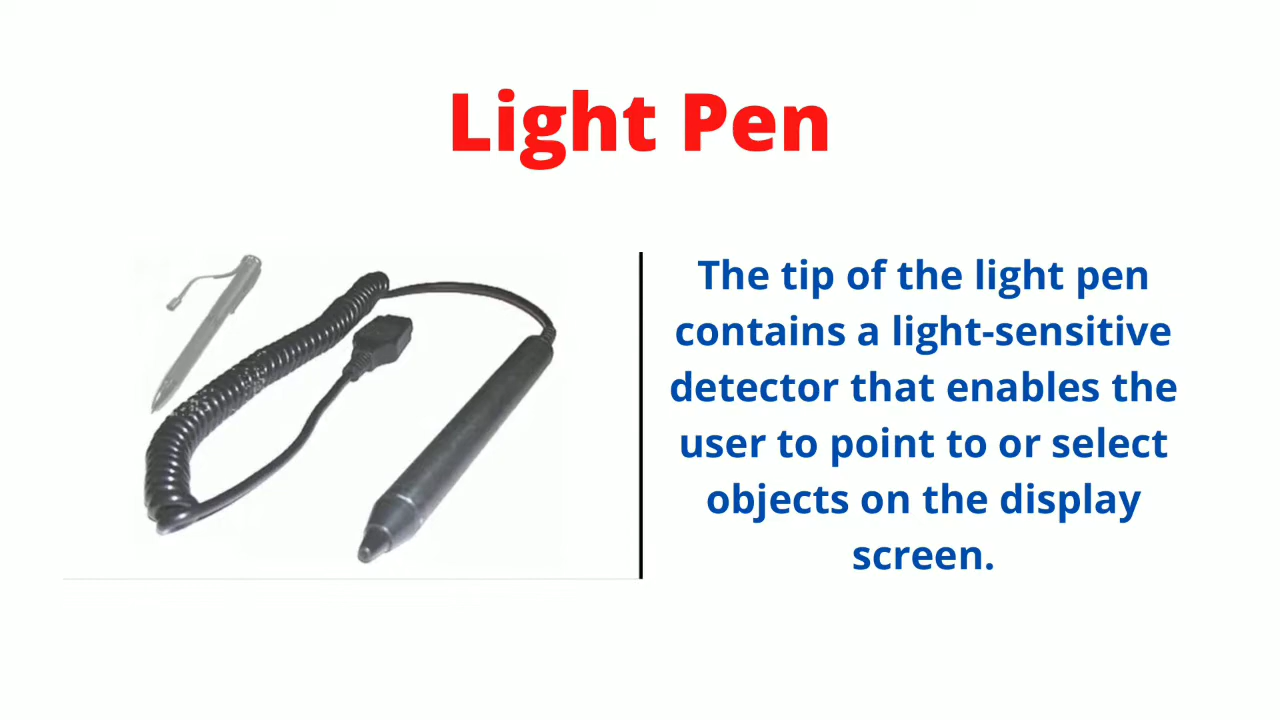 Light Pen
The tip of the light pen
contains a light-sensitive
detector that enables the
user to point to or select
objects on the display
screen.